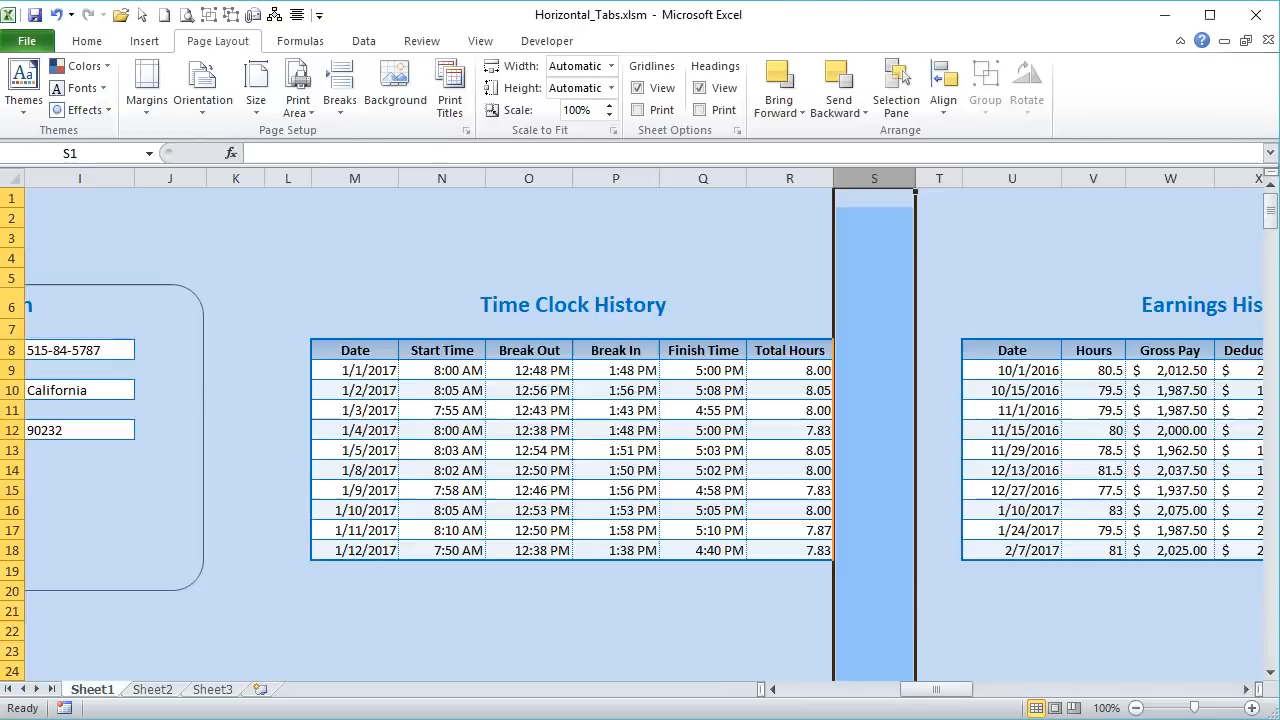 Horizontal_Tabs.xlsm - Microsoft Excel
File Home Insert Page Layout Formulas Data Review View Developer
Themes Colors Fonts Effects
Themes
Margins Orientation Size Print Area Breaks Background Print Titles
Page Setup
Width: Automatic
Height: Automatic
Scale: 100%
Scale to Fit
Gridlines Headings
View View
Print Print
Sheet Options
Bring Forward Send Backward Selection Pane Align Group Rotate
Arrange
S1 fx
I J K L M N O P Q R S T U V W X
1
2
3
4
5
6 Time Clock History Earnings His
7
8 515-84-5787 Date Start Time Break Out Break In Finish Time Total Hours Date Hours Gross Pay Deduc
9 1/1/2017 8:00 AM 12:48 PM 1:48 PM 5:00 PM 8.00 10/1/2016 80.5 $ 2,012.50 $ 2
10 California 1/2/2017 8:05 AM 12:56 PM 1:56 PM 5:08 PM 8.05 10/15/2016 79.5 $ 1,987.50 $ 1
11 1/3/2017 7:55 AM 12:43 PM 1:43 PM 4:55 PM 8.00 11/1/2016 79.5 $ 1,987.50 $ 2
12 90232 1/4/2017 8:00 AM 12:38 PM 1:48 PM 5:00 PM 7.83 11/15/2016 80 $ 2,000.00 $ 2
13 1/5/2017 8:03 AM 12:54 PM 1:51 PM 5:03 PM 8.05 11/29/2016 78.5 $ 1,962.50 $ 2
14 1/8/2017 8:02 AM 12:50 PM 1:50 PM 5:02 PM 8.00 12/13/2016 81.5 $ 2,037.50 $ 1
15 1/9/2017 7:58 AM 12:46 PM 1:56 PM 4:58 PM 7.83 12/27/2016 77.5 $ 1,937.50 $ 2
16 1/10/2017 8:05 AM 12:53 PM 1:53 PM 5:05 PM 8.00 1/10/2017 83 $ 2,075.00 $ 2
17 1/11/2017 8:10 AM 12:50 PM 1:58 PM 5:10 PM 7.87 1/24/2017 79.5 $ 1,987.50 $ 2
18 1/12/2017 7:50 AM 12:38 PM 1:38 PM 4:40 PM 7.83 2/7/2017 81 $ 2,025.00 $ 2
19
20
21
22
23
24
Sheet1 Sheet2 Sheet3
Ready 100%